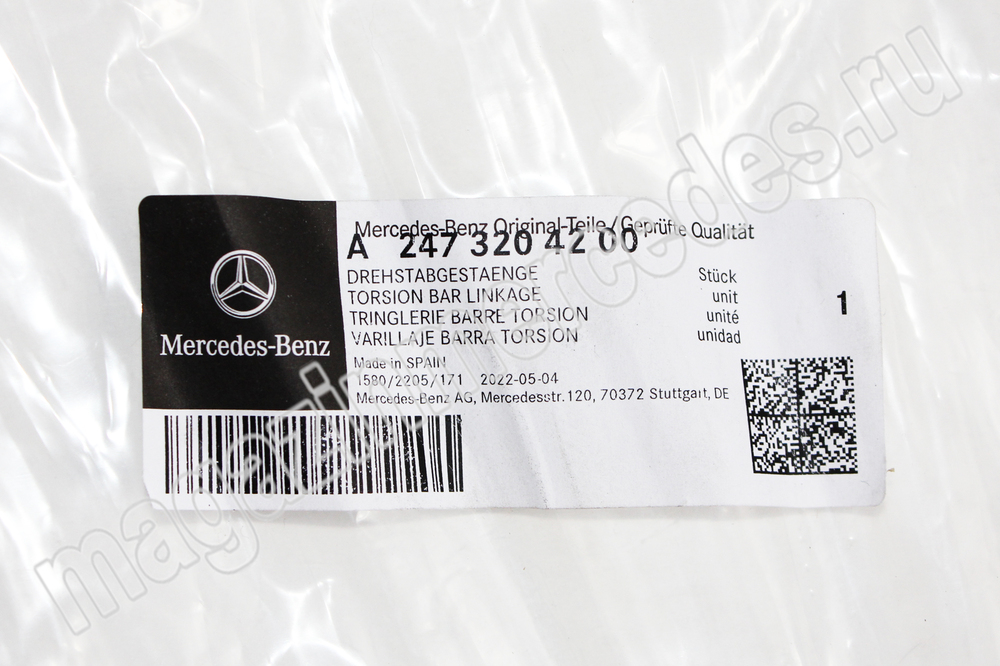 Mercedes-Benz Original-Teile / Geprüfte Qualität
A 247 320 42 00
DREHSTABGESTAENGE Stück
TORSION BAR LINKAGE unit
TRINGLERIE BARRE TORSION unité
VARILLAJE BARRA TORSION unidad
1
Made in SPAIN
1580/2205/171 2022-05-04
Mercedes-Benz AG, Mercedesstr. 120, 70372 Stuttgart, DE
Mercedes-Benz
magazinmercedes.ru